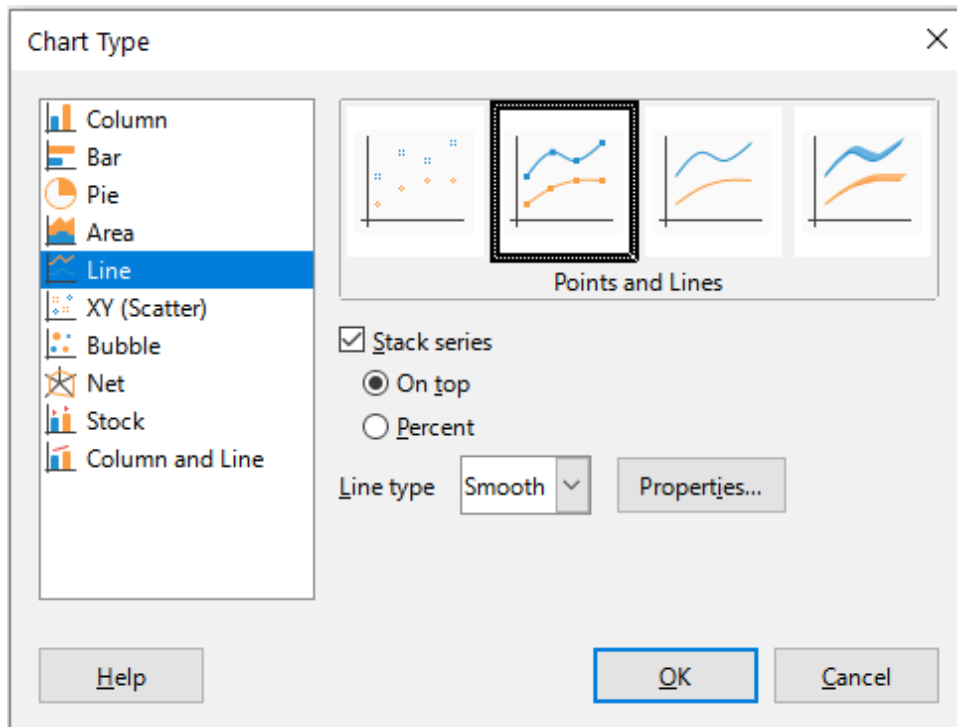 Chart Type
Column
Bar
Pie
Area
Line
XY (Scatter)
Bubble
Net
Stock
Column and Line
Points and Lines
Stack series
On top
Percent
Line type Smooth Properties...
Help OK Cancel